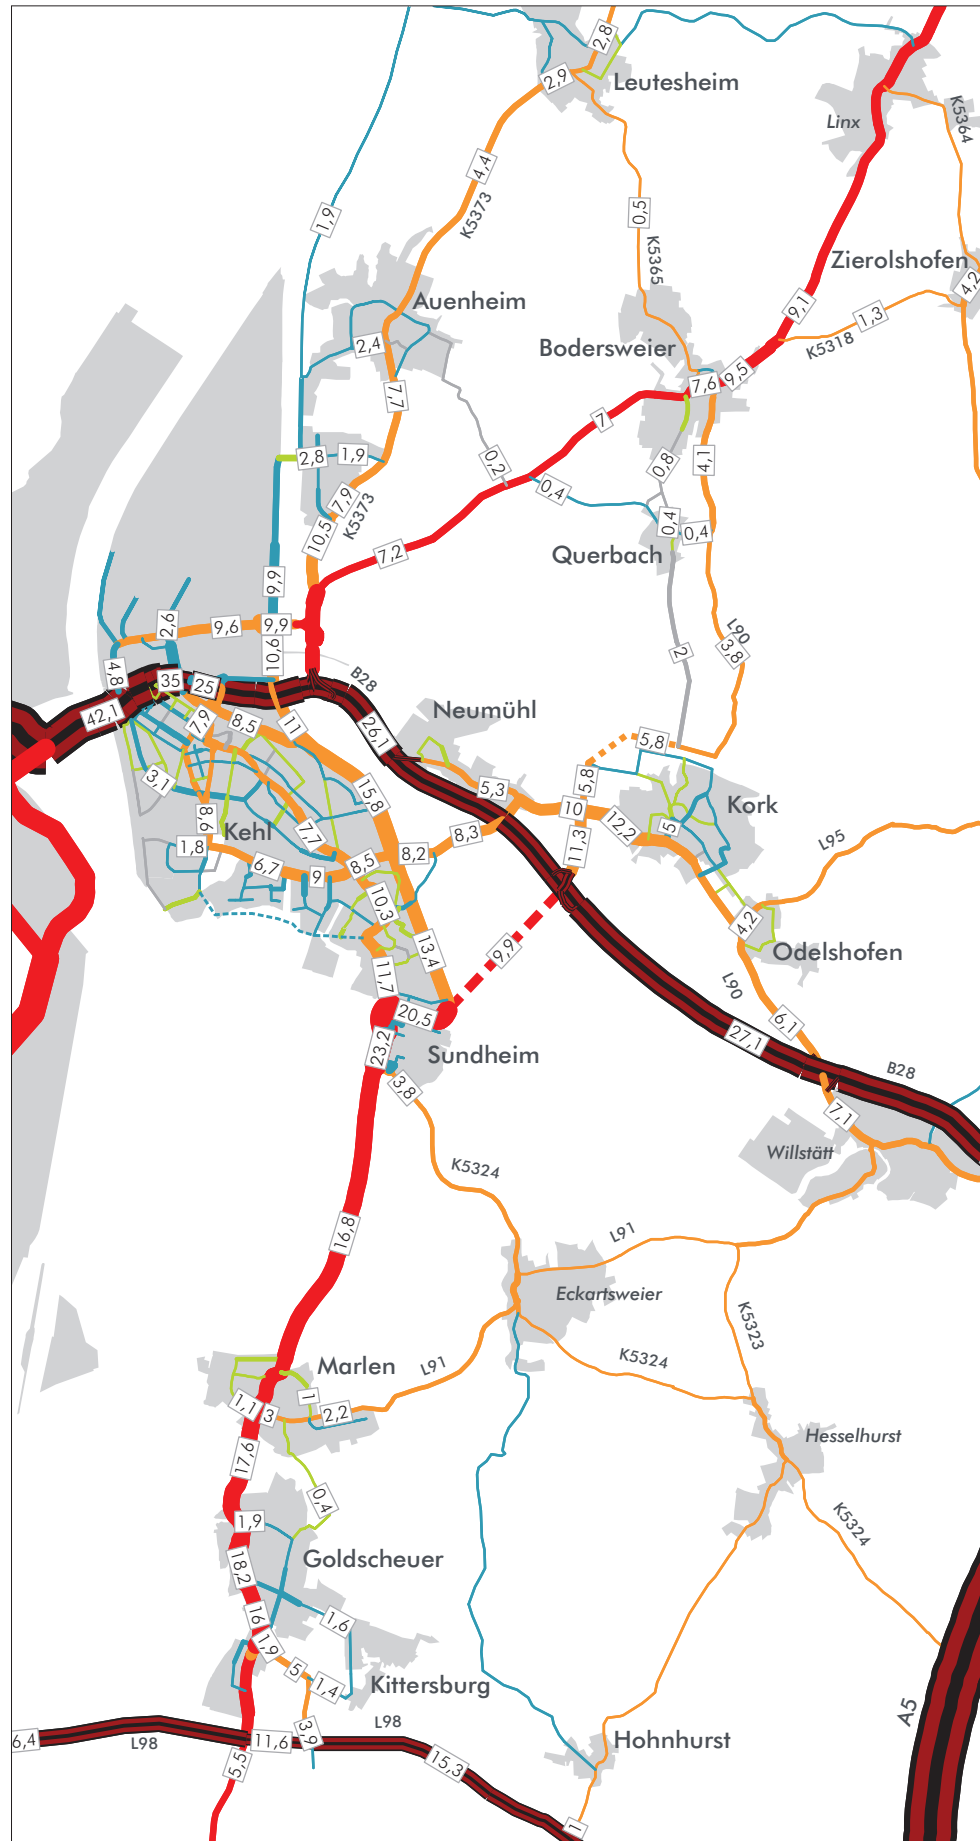 2,8
Leutesheim
2,9
Linx
K5364
4,4
K5373
1,9
0,5
K5365
Zierolshofen
4,2
Auenheim
9,1
1,3
K5318
2,4
Bodersweier
7,6
9,5
7,7
7
2,8
1,9
0,2
0,8
4,1
0,4
7,9
K5373
10,5
0,4
0,4
7,2
Querbach
9,9
2,6
9,6
9,9
L90
3,8
2
10,6
4,8
35
25
B28
42,1
7,9
8,5
11
26,1
Neumühl
5,8
3,1
15,8
5,3
5,8
10
Kork
8,6
Kehl
7,7
8,3
12,2
5
L95
1,8
6,7
9
8,5
8,2
11,3
10,3
4,2
13,4
9,9
Odelshofen
11,7
L90
20,5
6,1
23,2
Sundheim
27,1
B28
3,8
7,1
Willstätt
K5324
16,8
L91
Eckartsweier
K5323
Marlen
L91
K5324
1
1,1
3
2,2
Hesselhurst
17,6
0,4
1,9
K5324
Goldscheuer
18,2
16
1,6
1,9
5
1,4
Kittersburg
A5
L98
3,9
6,4
L98
11,6
Hohnhurst
5,5
15,3
1